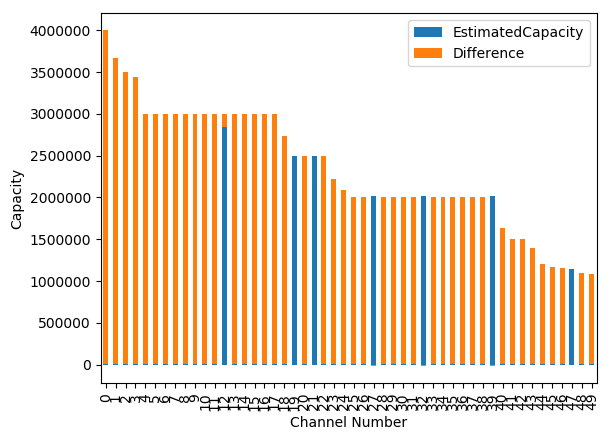 EstimatedCapacity
Difference
4000000
3500000
3000000
2500000
2000000
1500000
1000000
500000
0
Capacity
0 1 2 3 4 5 6 7 8 9 10 11 12 13 14 15 16 17 18 19 20 21 22 23 24 25 26 27 28 29 30 31 32 33 34 35 36 37 38 39 40 41 42 43 44 45 46 47 48 49
Channel Number